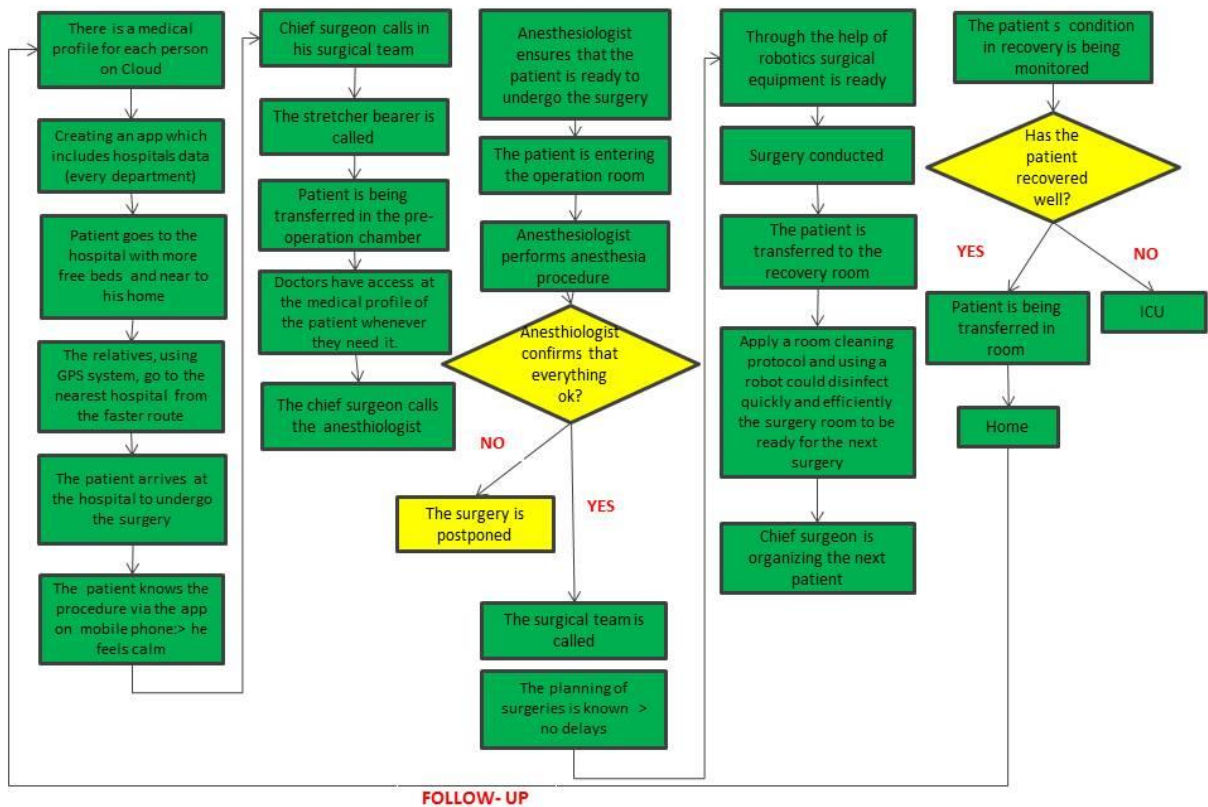 There is a medical
profile for each person
on Cloud
Creating an app which
includes hospitals data
(every department)
Patient goes to the
hospital with more
free beds and near to
his home
The relatives, using
GPS system, go to the
nearest hospital from
the faster route
The patient arrives at
the hospital to undergo
the surgery
The patient knows the
procedure via the app
on mobile phone:> he
feels calm
Chief surgeon calls in
his surgical team
The stretcher bearer is
called
Patient is being
transferred in the pre-
operation chamber
Doctors have access at
the medical profile of
the patient whenever
they need it.
The chief surgeon calls
the anesthiologist
Anesthesiologist
ensures that the
patient is ready to
undergo the surgery
The patient is entering
the operation room
Anesthesiologist
performs anesthesia
procedure
Anesthiologist
confirms that
everything
ok?
NO
YES
The surgery is
postponed
The surgical team is
called
The planning of
surgeries is known >
no delays
Through the help of
robotics surgical
equipment is ready
Surgery conducted
The patient is
transferred to the
recovery room
Apply a room cleaning
protocol and using a
robot could disinfect
quickly and efficiently
the surgery room to be
ready for the next
surgery
Chief surgeon is
organizing the next
patient
The patient s condition
in recovery is being
monitored
Has the
patient
recovered
well?
YES
NO
Patient is being
transferred in
room
ICU
Home
FOLLOW- UP